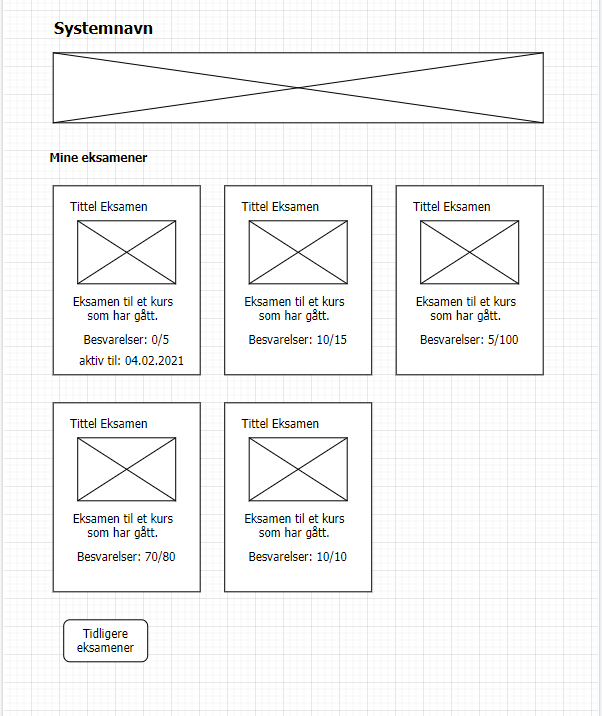 Systemnavn
Mine eksamener
Tittel Eksamen
Eksamen til et kurs
som har gått.
Besvarelser: 0/5
aktiv til: 04.02.2021
Tittel Eksamen
Eksamen til et kurs
som har gått.
Besvarelser: 10/15
Tittel Eksamen
Eksamen til et kurs
som har gått.
Besvarelser: 5/100
Tittel Eksamen
Eksamen til et kurs
som har gått.
Besvarelser: 70/80
Tittel Eksamen
Eksamen til et kurs
som har gått.
Besvarelser: 10/10
Tidligere
eksamener